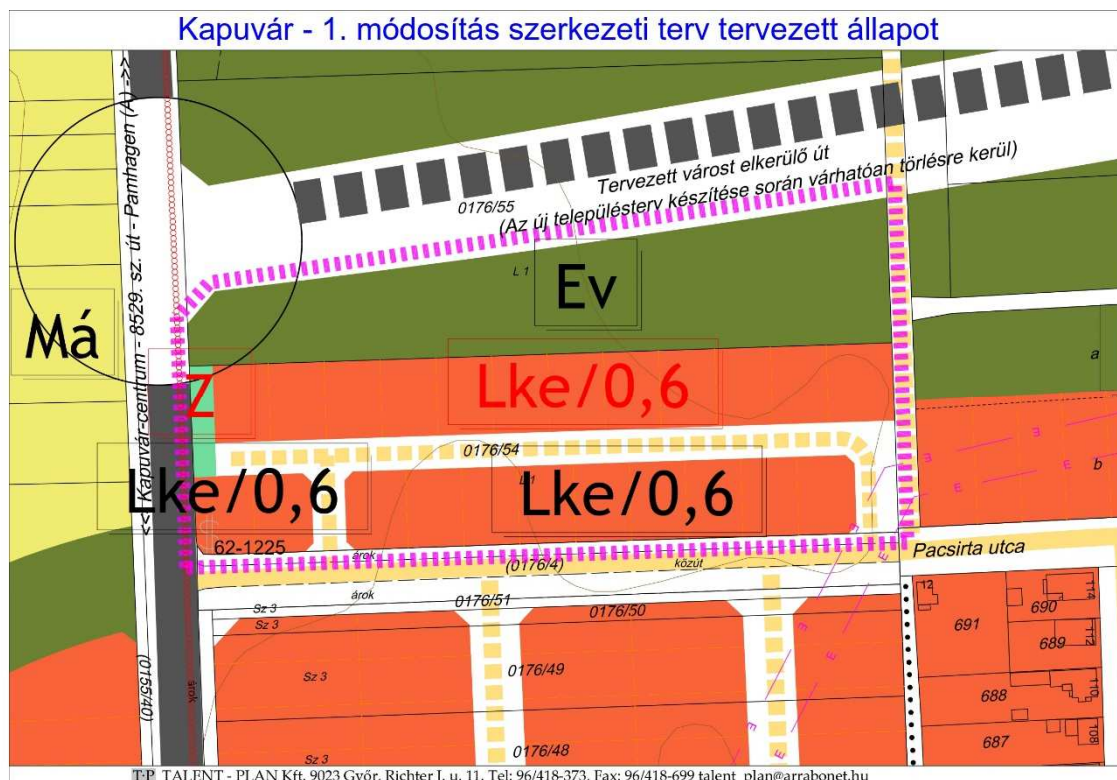 Kapuvár - 1. módosítás szerkezeti terv tervezett állapot
<< Kapuvár-centrum - 8529. sz. út - Pamhagen (A) ->>
Tervezett várost elkerülő út
0176/55
(Az új településterv készítése során várhatóan törlésre kerül)
L 1
Ev
Má
a
Z
Lke/0,6
0176/54
E
b
E
E
Lke/0,6
Lke/0,6
62-1225
árok
(0176/4)
közút
E
E
Pacsirta utca
árok
0176/51
0176/50
Sz 3
Sz 3
12
690
114
691
689
112
E
E
(0155/40)
árok
Sz 3
0176/49
688
110
687
108
E
E
Sz 3
0176/48
T-P TALENT - PLAN Kft. 9023 Győr, Richter J. u. 11. Tel: 96/418-373, Fax: 96/418-699 talent_plan@arrabonet.hu